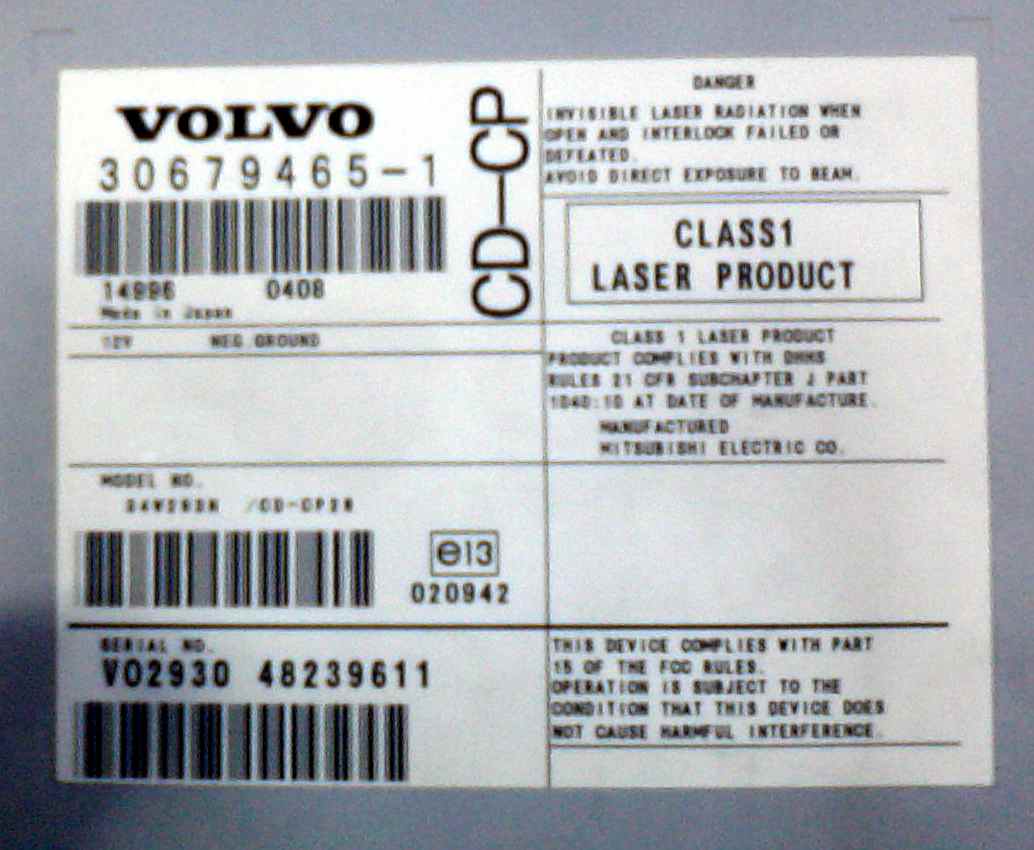 VOLVO
30679465-1
14996 0408
Made in Japan
CD-CP
12V NEG GROUND
MODEL NO.
/CD-CP2N
e13
020942
SERIAL NO.
VO2930 48239611
DANGER
INVISIBLE LASER RADIATION WHEN
OPEN AND INTERLOCK FAILED OR
DEFEATED.
AVOID DIRECT EXPOSURE TO BEAM.
CLASS1
LASER PRODUCT
CLASS 1 LASER PRODUCT
PRODUCT COMPLIES WITH DHHS
RULES 21 CFR SUBCHAPTER J PART
1040:10 AT DATE OF MANUFACTURE.
MANUFACTURED
MITSUBISHI ELECTRIC CO.
THIS DEVICE COMPLIES WITH PART
15 OF THE FCC RULES.
OPERATION IS SUBJECT TO THE
CONDITION THAT THIS DEVICE DOES
NOT CAUSE HARMFUL INTERFERENCE.